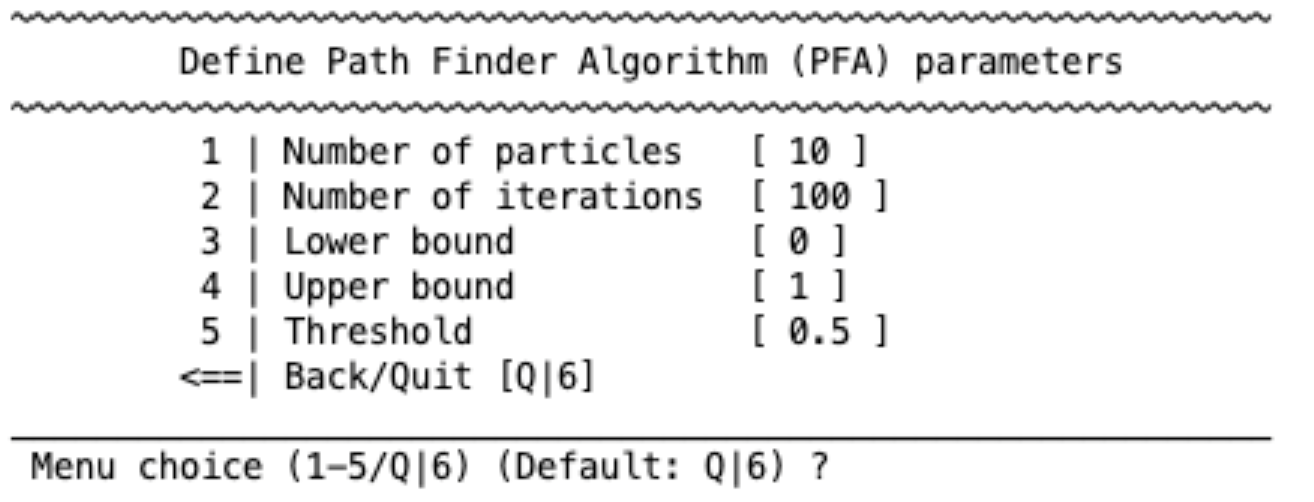 Define Path Finder Algorithm (PFA) parameters
1 | Number of particles [ 10 ]
2 | Number of iterations [ 100 ]
3 | Lower bound [ 0 ]
4 | Upper bound [ 1 ]
5 | Threshold [ 0.5 ]
<==| Back/Quit [Q|6]
Menu choice (1-5/Q|6) (Default: Q|6) ?